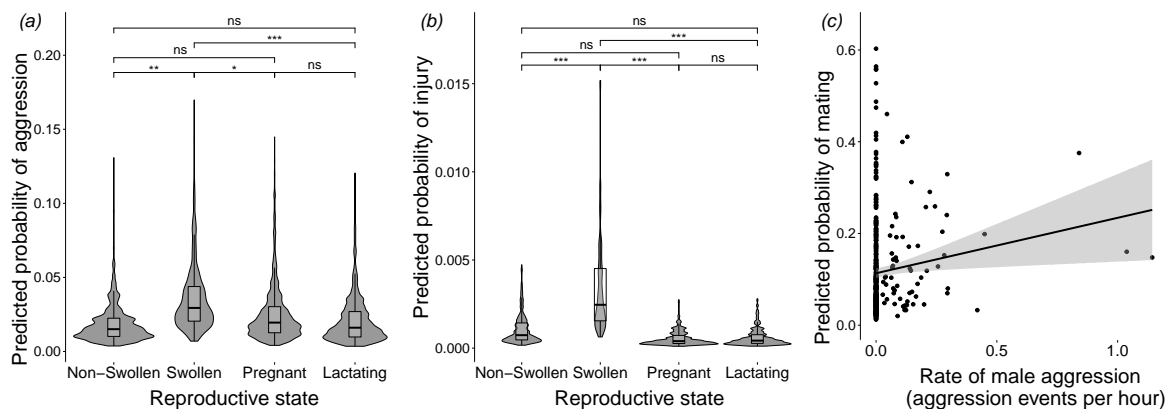 (a)
ns
***
ns
**
*
ns
Predicted probability of aggression
0.20
0.15
0.10
0.05
0.00
Non−Swollen Swollen Pregnant Lactating
Reproductive state
(b)
ns
***
ns
***
***
ns
Predicted probability of injury
0.015
0.010
0.005
0.000
Non−Swollen Swollen Pregnant Lactating
Reproductive state
(c)
Predicted probability of mating
0.6
0.4
0.2
0.0
0.0 0.5 1.0
Rate of male aggression
(aggression events per hour)